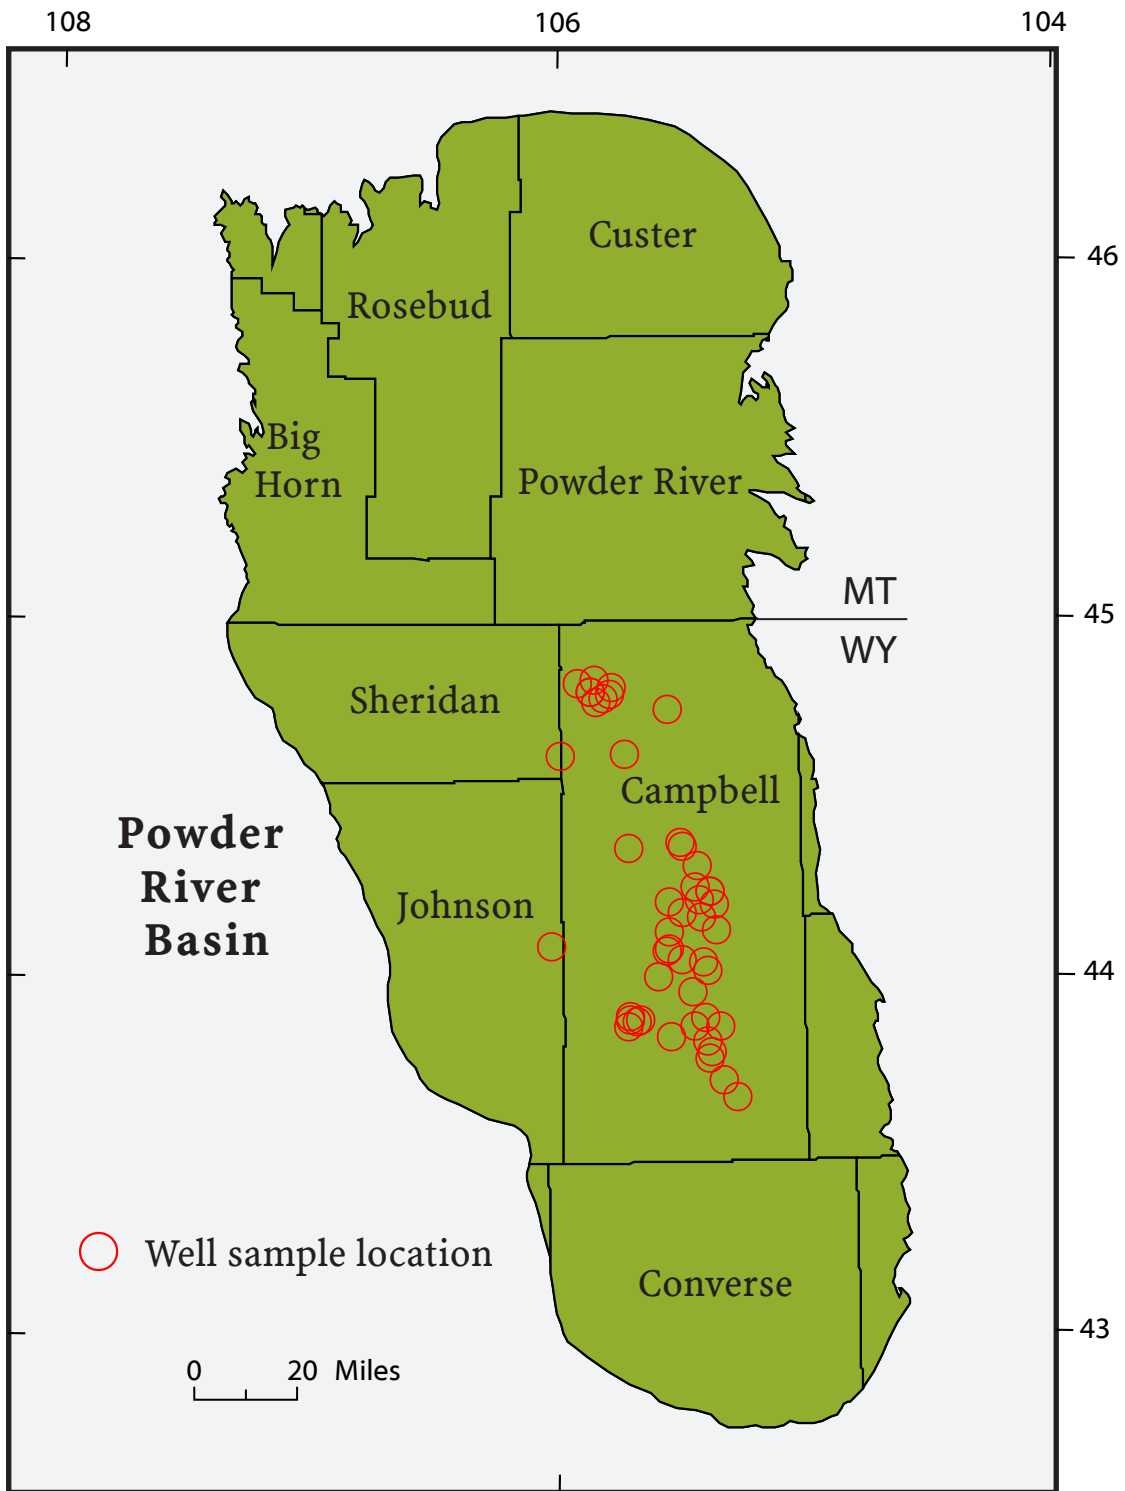 108 106 104
Custer
46
Rosebud
Big
Horn
Powder River
MT
45
WY
Sheridan
Campbell
Powder
River
Basin
Johnson
44
Well sample location
Converse
43
0 20 Miles